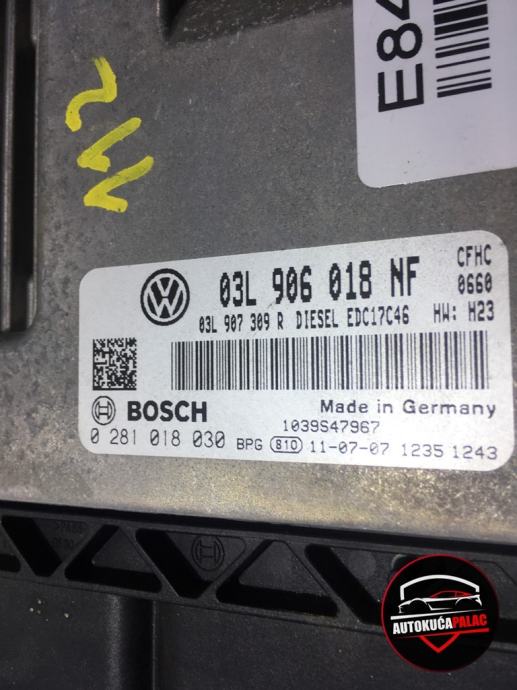 E84
212
03L 906 018 NF
CFHC
0660
03L 907 309 R DIESEL EDC17C46 HW: H23
BOSCH
Made in Germany
1039S47967
0 281 018 030 BPG 810 11-07-07 1235 1243
AUTOKUĆAPALAC